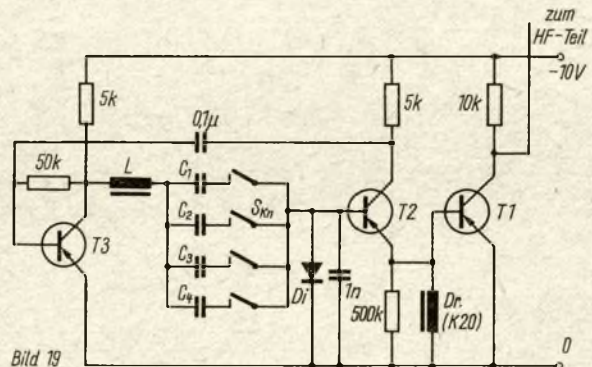 zum
HF-Teil
-10V
5k
5k
10k
0,1µ
50k
L
C1
C2
SKn
C3
C4
T3
T2
T1
Di
1n
500k
Dr.
(K20)
0
Bild 19